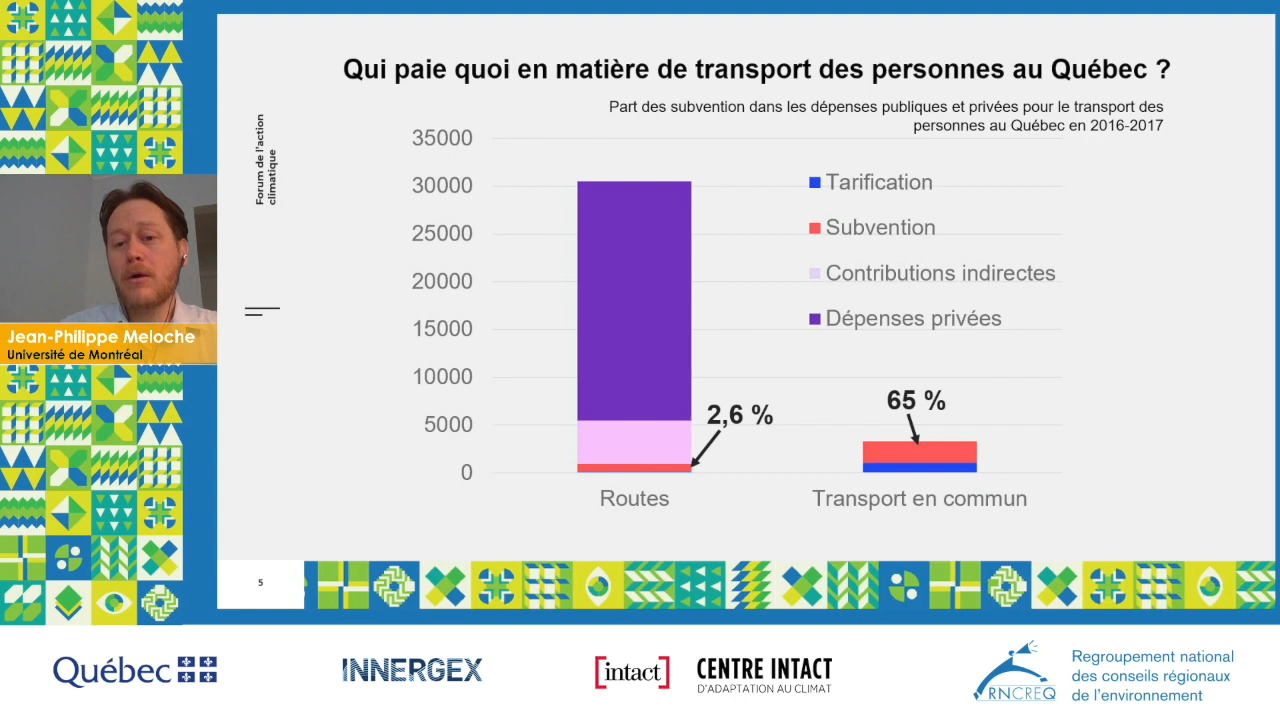 Qui paie quoi en matière de transport des personnes au Québec ?
Part des subvention dans les dépenses publiques et privées pour le transport des
personnes au Québec en 2016-2017
Forum de l'action
climatique
35000
30000
25000
20000
15000
10000
5000
0
Tarification
Subvention
Contributions indirectes
Dépenses privées
2,6 %
65 %
Routes
Transport en commun
Jean-Philippe Meloche
Université de Montréal
5
Québec
INNERGEX
[intact]
CENTRE INTACT
D'ADAPTATION AU CLIMAT
RNCREQ
Regroupement national
des conseils régionaux
de l'environnement